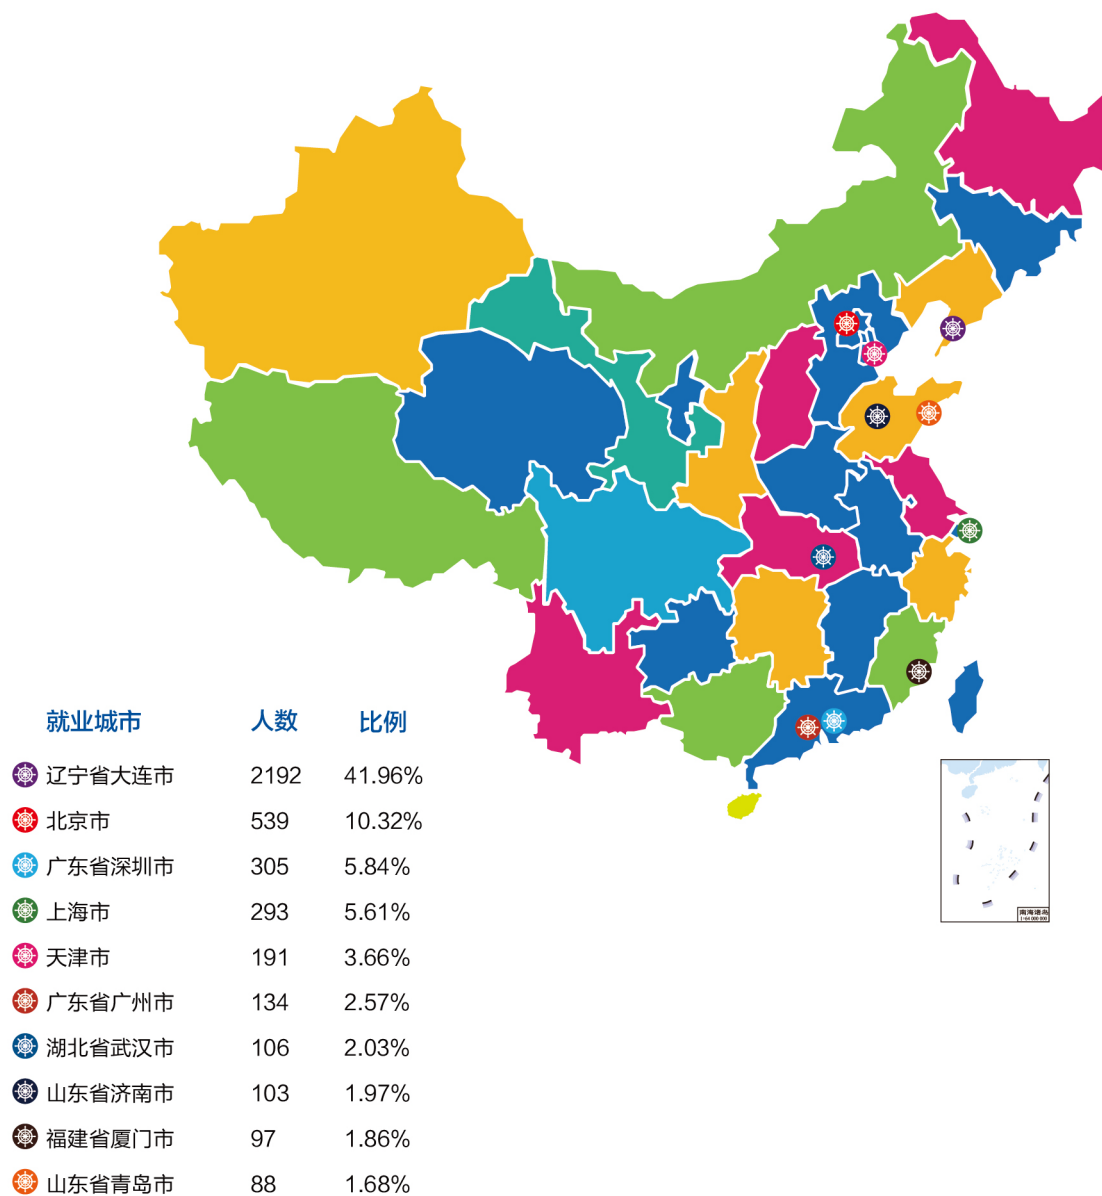 就业城市 人数 比例
辽宁省大连市 2192 41.96%
北京市 539 10.32%
广东省深圳市 305 5.84%
上海市 293 5.61%
天津市 191 3.66%
广东省广州市 134 2.57%
湖北省武汉市 106 2.03%
山东省济南市 103 1.97%
福建省厦门市 97 1.86%
山东省青岛市 88 1.68%
南海诸岛